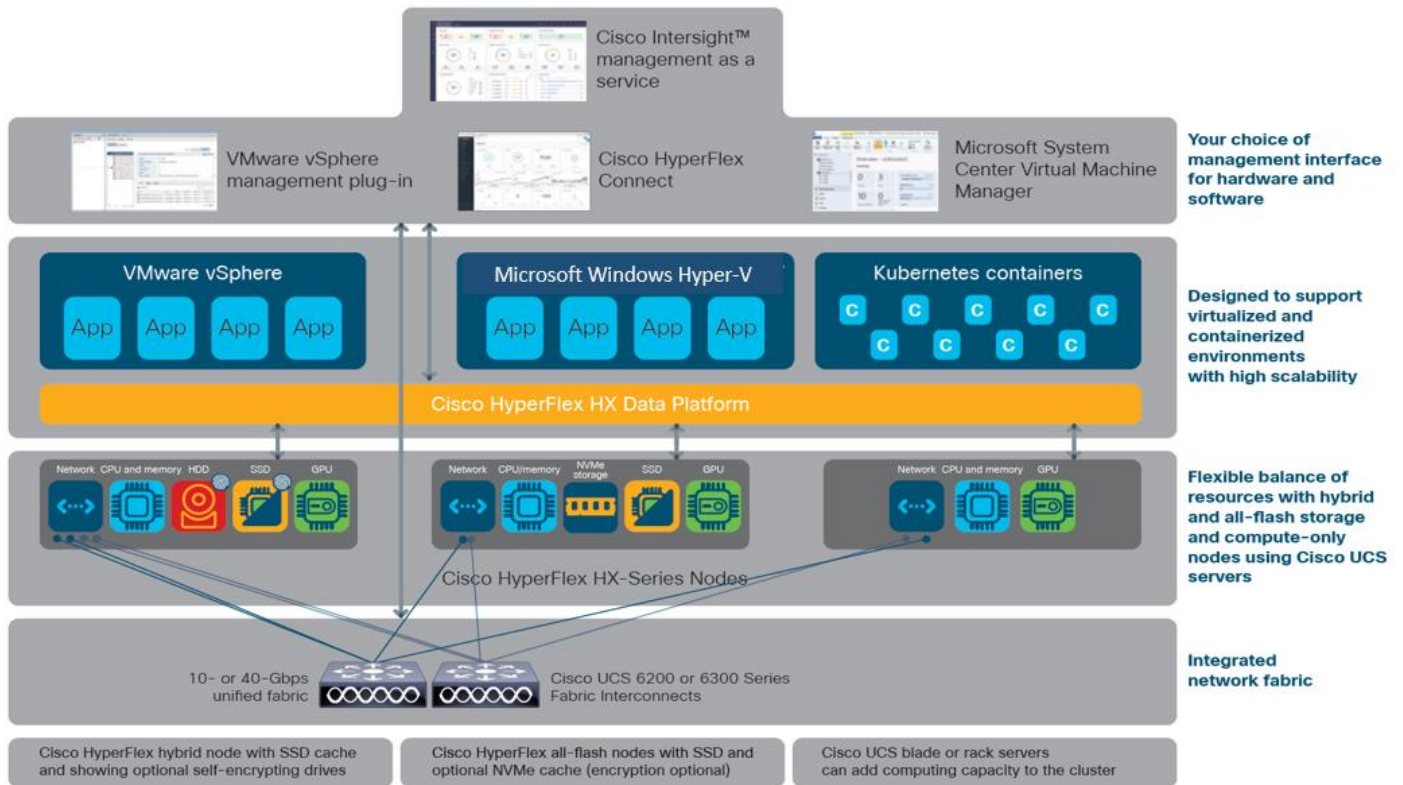 Cisco Intersight™
management as a
service
VMware vSphere
management plug-in
Cisco HyperFlex
Connect
Microsoft System
Center Virtual Machine
Manager
Your choice of
management interface
for hardware and
software
VMware vSphere
App App App App
Microsoft Windows Hyper-V
App App App App
Kubernetes containers
C C C C C
C C C C
Designed to support
virtualized and
containerized
environments
with high scalability
Cisco HyperFlex HX Data Platform
Network CPU and memory HDD SSD GPU
Network CPU/memory NVMe
storage SSD GPU
Network CPU and memory GPU
Cisco HyperFlex HX-Series Nodes
Flexible balance of
resources with hybrid
and all-flash storage
and compute-only
nodes using Cisco UCS
servers
10- or 40-Gbps
unified fabric
Cisco UCS 6200 or 6300 Series
Fabric Interconnects
Integrated
network fabric
Cisco HyperFlex hybrid node with SSD cache
and showing optional self-encrypting drives
Cisco HyperFlex all-flash nodes with SSD and
optional NVMe cache (encryption optional)
Cisco UCS blade or rack servers
can add computing capacity to the cluster